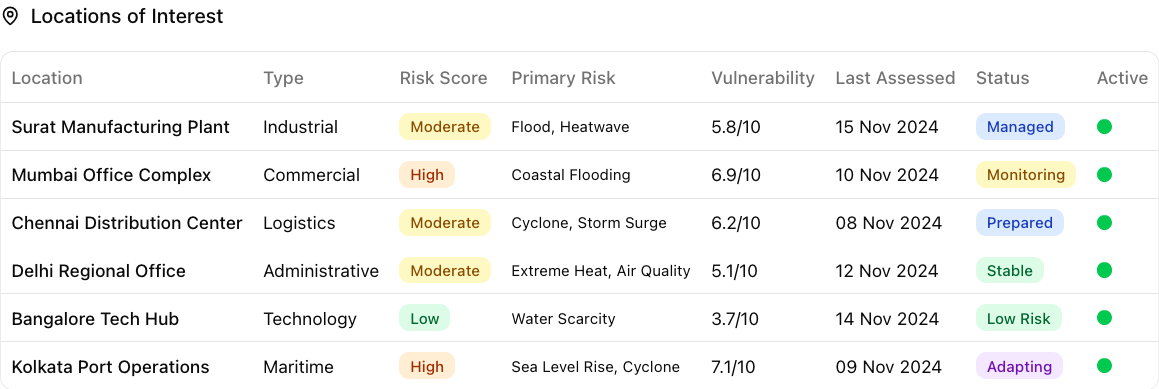 Locations of Interest
Location Type Risk Score Primary Risk Vulnerability Last Assessed Status Active
Surat Manufacturing Plant Industrial Moderate Flood, Heatwave 5.8/10 15 Nov 2024 Managed
Mumbai Office Complex Commercial High Coastal Flooding 6.9/10 10 Nov 2024 Monitoring
Chennai Distribution Center Logistics Moderate Cyclone, Storm Surge 6.2/10 08 Nov 2024 Prepared
Delhi Regional Office Administrative Moderate Extreme Heat, Air Quality 5.1/10 12 Nov 2024 Stable
Bangalore Tech Hub Technology Low Water Scarcity 3.7/10 14 Nov 2024 Low Risk
Kolkata Port Operations Maritime High Sea Level Rise, Cyclone 7.1/10 09 Nov 2024 Adapting